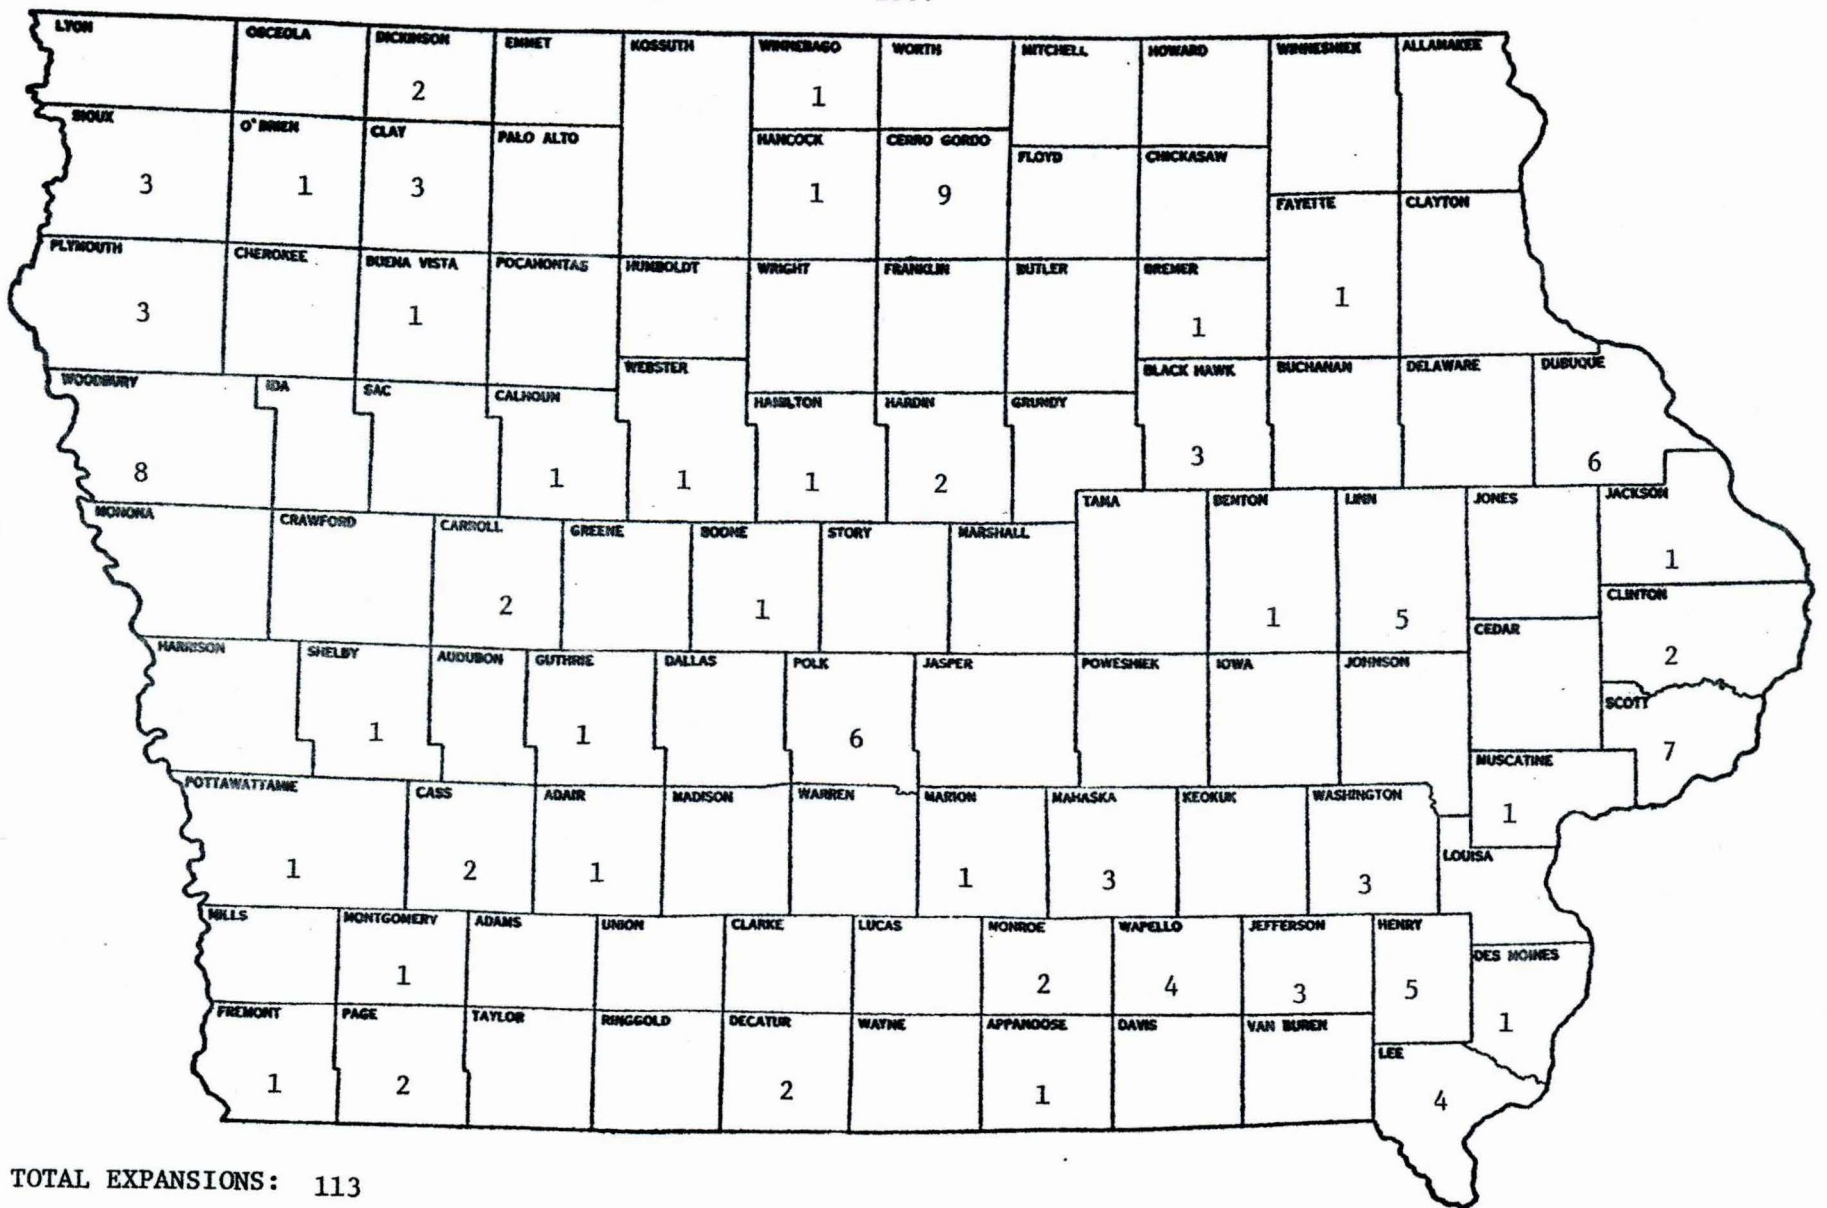 LYON OSCEOLA DICKINSON EMMET KOSSUTH WINNEBAGO WORTH MITCHELL HOWARD WINNESHIEK ALLAMAKEE
2 1
SIOUX O'BRIEN CLAY PALO ALTO HANCOCK CERRO GORDO FLOYD CHICKASAW
3 1 3 1 9
FAYETTE CLAYTON
PLYMOUTH CHEROKEE BUENA VISTA POCAHONTAS HUMBOLDT WRIGHT FRANKLIN BUTLER BREMER
3 1 1 1
WOODBURY IDA SAC CALHOUN WEBSTER HAMILTON HARDIN GRUNDY BLACK HAWK BUCHANAN DELAWARE DUBUQUE
8 1 1 1 2 3 6
MONONA CRAWFORD CARROLL GREENE BOONE STORY MARSHALL TAMA BENTON LINN JONES JACKSON
2 1 1 5 1
CEDAR CLINTON
2
HARRISON SHELBY AUDUBON GUTHRIE DALLAS POLK JASPER POWESHIEK IOWA JOHNSON SCOTT
1 1 6 7
POTTAWATTAMIE CASS ADAIR MADISON WARREN MARION MAHASKA KEOKUK WASHINGTON MUSCATINE
1
LOUISA
1 2 1 1 3 3
MILLS MONTGOMERY ADAMS UNION CLARKE LUCAS MONROE WAPELLO JEFFERSON HENRY DES MOINES
1 2 4 3 5 1
FREMONT PAGE TAYLOR RINGGOLD DECATUR WAYNE APPANOOSE DAVIS VAN BUREN LEE
1 2 2 1 4
TOTAL EXPANSIONS: 113